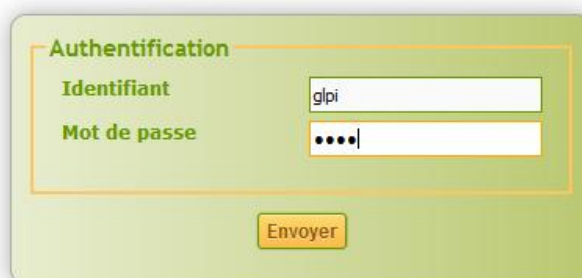 Authentification
Identifiant
glpi
Mot de passe
••••
Envoyer